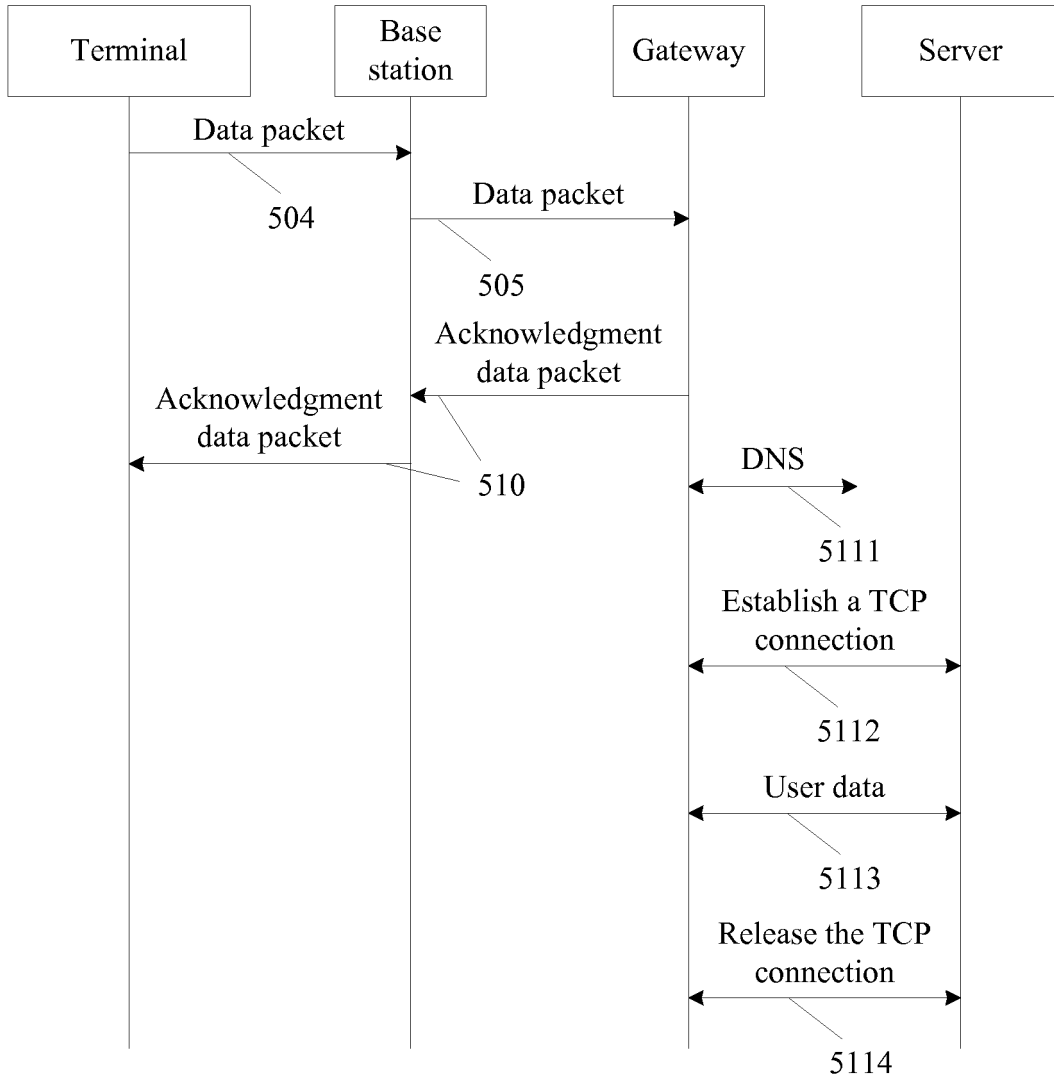 Terminal
Base
station
Gateway
Server
Data packet
504
Data packet
505
Acknowledgment
data packet
Acknowledgment
data packet
510
DNS
5111
Establish a TCP
connection
5112
User data
5113
Release the TCP
connection
5114